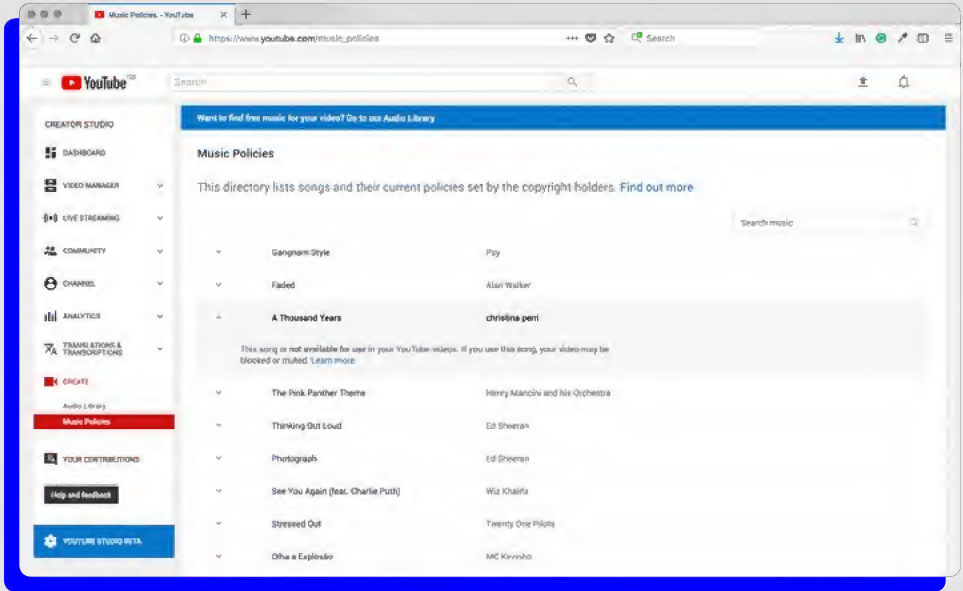 Music Policies - YouTube
https://www.youtube.com/music_policies
Search
YouTube GB
Search
CREATOR STUDIO
DASHBOARD
VIDEO MANAGER
LIVE STREAMING
COMMUNITY
CHANNEL
ANALYTICS
TRANSLATIONS &
TRANSCRIPTIONS
CREATE
Audio Library
Music Policies
YOUR CONTRIBUTIONS
Help and feedback
YOUTUBE STUDIO BETA
Want to find free music for your video? Go to our Audio Library
Music Policies
This directory lists songs and their current policies set by the copyright holders. Find out more
Search music
Gangnam Style Psy
Faded Alan Walker
A Thousand Years christina perri
This song is not available for use in your YouTube videos. If you use this song, your video may be
blocked or muted. Learn more
The Pink Panther Theme Henry Mancini and his Orchestra
Thinking Out Loud Ed Sheeran
Photograph Ed Sheeran
See You Again (feat. Charlie Puth) Wiz Khalifa
Stressed Out Twenty One Pilots
Olha a Explosão MC Kevinho